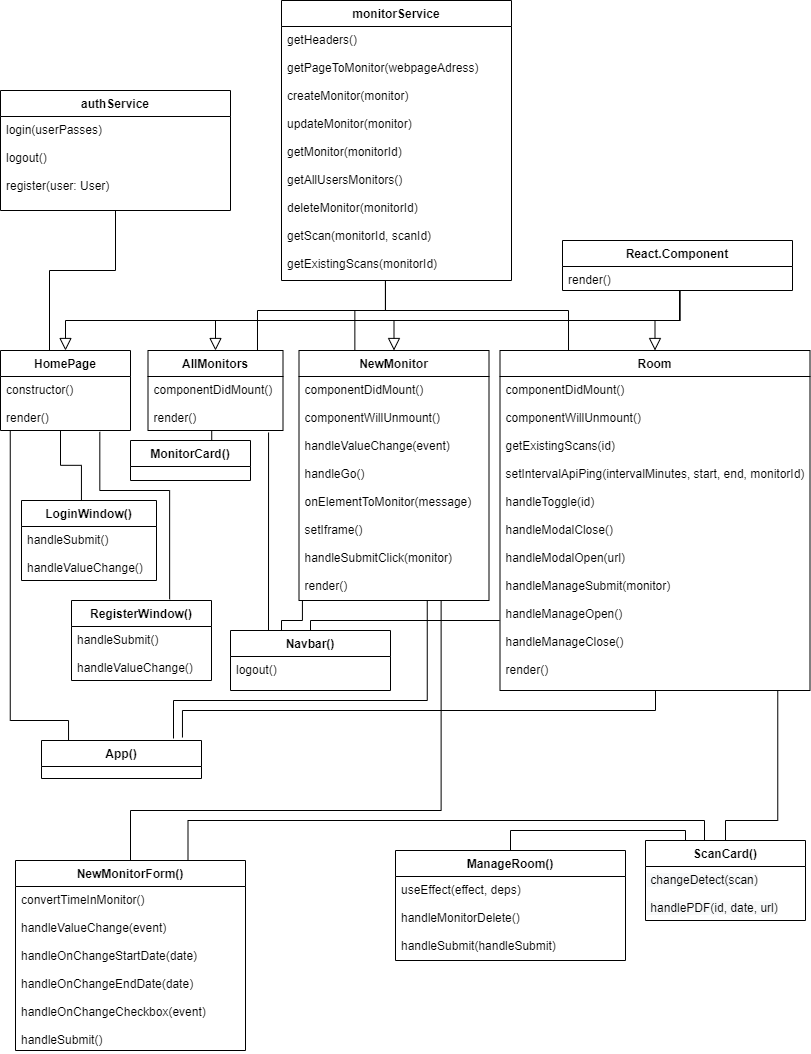 monitorService
getHeaders()
getPageToMonitor(webpageAdress)
createMonitor(monitor)
updateMonitor(monitor)
getMonitor(monitorId)
getAllUsersMonitors()
deleteMonitor(monitorId)
getScan(monitorId, scanId)
getExistingScans(monitorId)
authService
login(userPasses)
logout()
register(user: User)
React.Component
render()
HomePage
constructor()
render()
AllMonitors
componentDidMount()
render()
NewMonitor
componentDidMount()
componentWillUnmount()
handleValueChange(event)
handleGo()
onElementToMonitor(message)
setIframe()
handleSubmitClick(monitor)
render()
Room
componentDidMount()
componentWillUnmount()
getExistingScans(id)
setIntervalApiPing(intervalMinutes, start, end, monitorId)
handleToggle(id)
handleModalClose()
handleModalOpen(url)
handleManageSubmit(monitor)
handleManageOpen()
handleManageClose()
render()
MonitorCard()
LoginWindow()
handleSubmit()
handleValueChange()
RegisterWindow()
handleSubmit()
handleValueChange()
Navbar()
logout()
App()
NewMonitorForm()
convertTimeInMonitor()
handleValueChange(event)
handleOnChangeStartDate(date)
handleOnChangeEndDate(date)
handleOnChangeCheckbox(event)
handleSubmit()
ManageRoom()
useEffect(effect, deps)
handleMonitorDelete()
handleSubmit(handleSubmit)
ScanCard()
changeDetect(scan)
handlePDF(id, date, url)